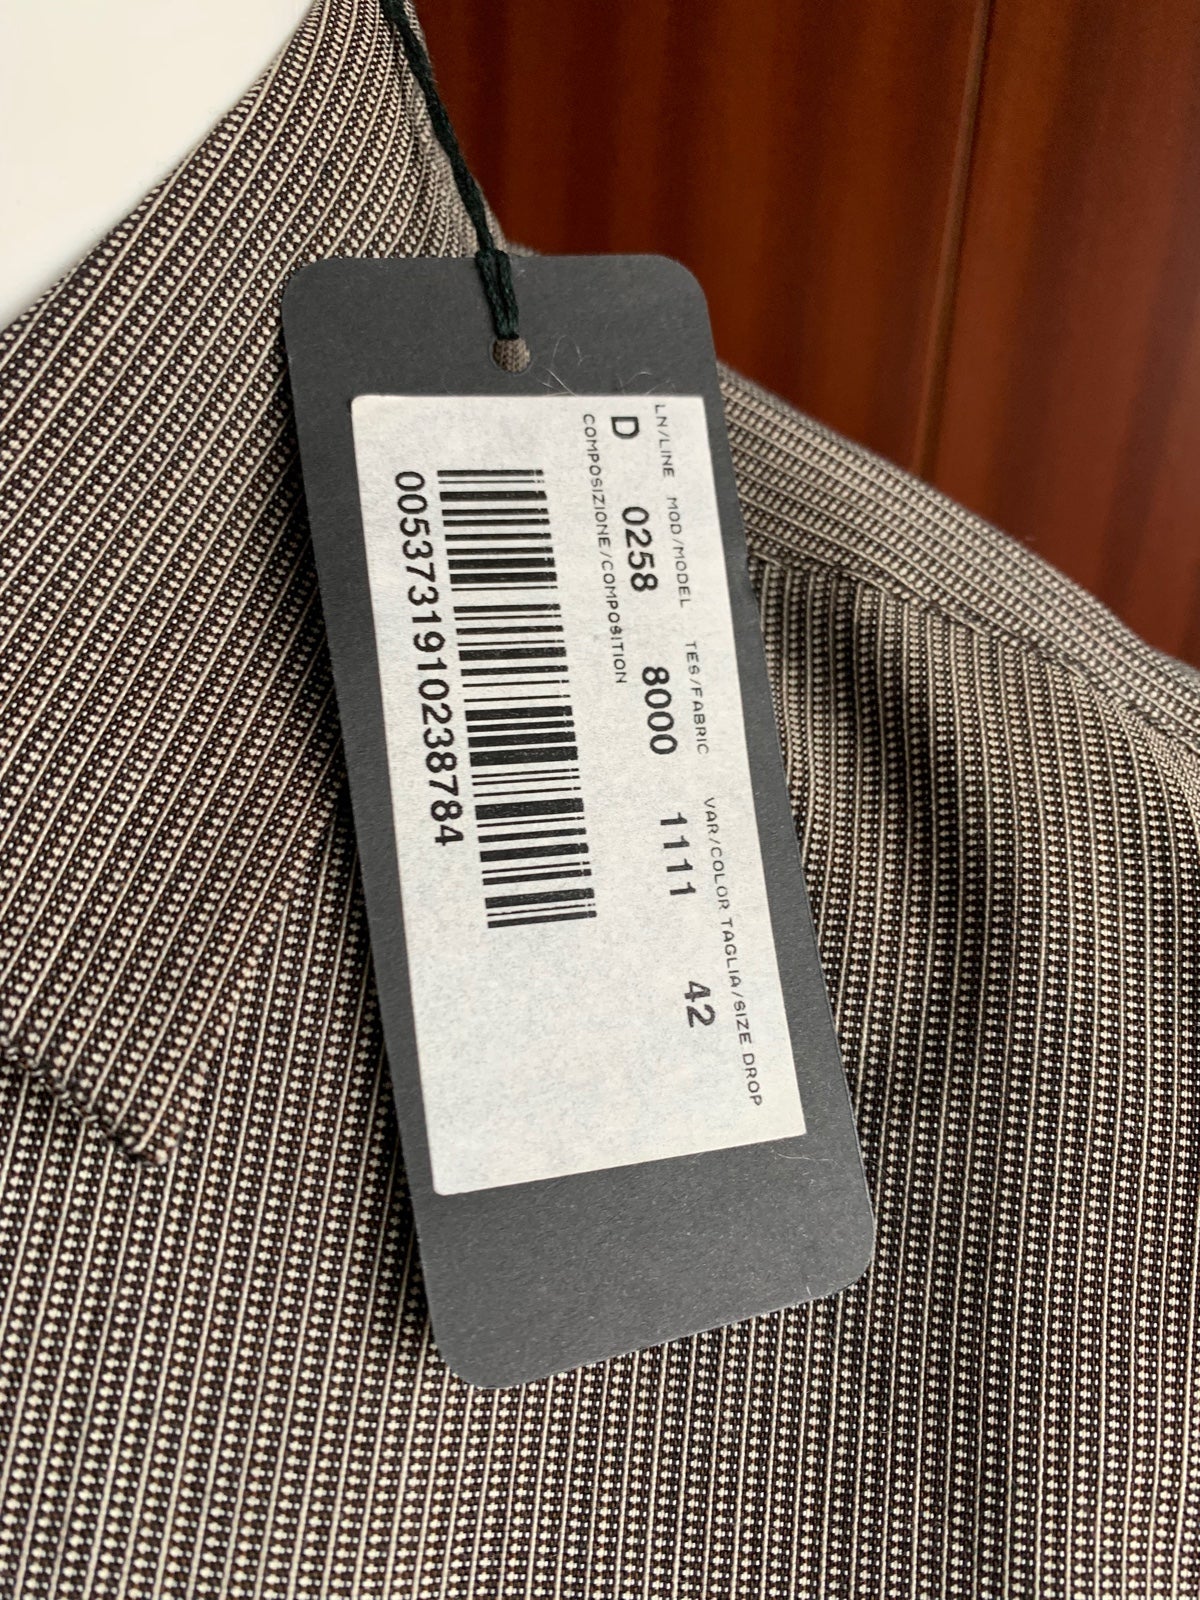 LN/LINE MOD/MODEL TES/FABRIC VAR/COLOR TAGLIA/SIZE DROP
D 0258 8000 1111 42
COMPOSIZIONE/COMPOSITION
0053731910238784